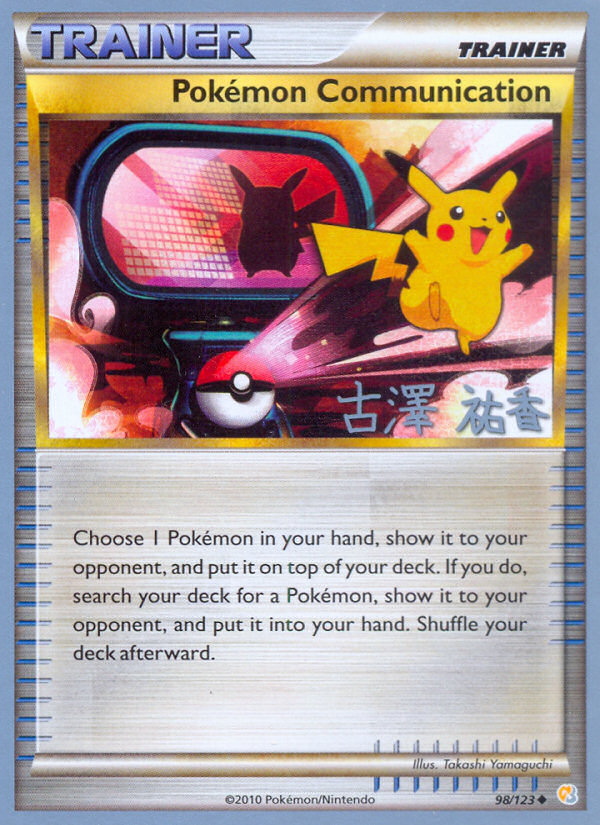 TRAINER
TRAINER
Pokémon Communication
古澤 祐香
Choose 1 Pokémon in your hand, show it to your
opponent, and put it on top of your deck. If you do,
search your deck for a Pokémon, show it to your
opponent, and put it into your hand. Shuffle your
deck afterward.
Illus. Takashi Yamaguchi
©2010 Pokémon/Nintendo
98/123